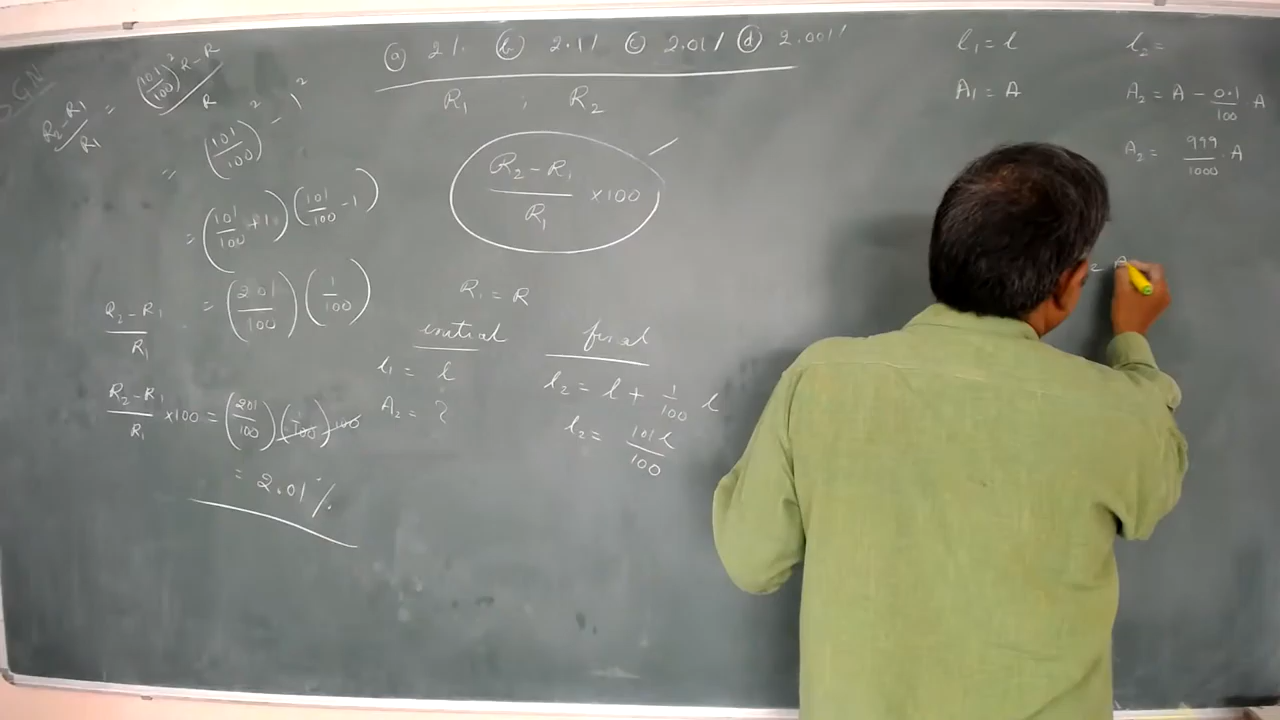 ⓐ 2% ⓑ 2.1% ⓒ 2.01% ⓓ 2.001%
R₁ ; R₂
(R₂-R₁)/R₁ ×100
R₁ = R
initial final
l₁ = l l₂ = l + 1/100 l
A₂ = ? l₂ = 101l/100
(R₂-R₁)/R₁ = ((101/100)² R-R)/R
= (101/100)² - 1²
= (101/100 + 1)(101/100 - 1)
(R₂-R₁)/R₁ = (201/100)(1/100)
(R₂-R₁)/R₁ ×100 = (201/100)(1/100)100
= 2.01%
l₁ = l l₂ =
A₁ = A A₂ = A - 0.1/100 A
A₂ = 999/1000 . A